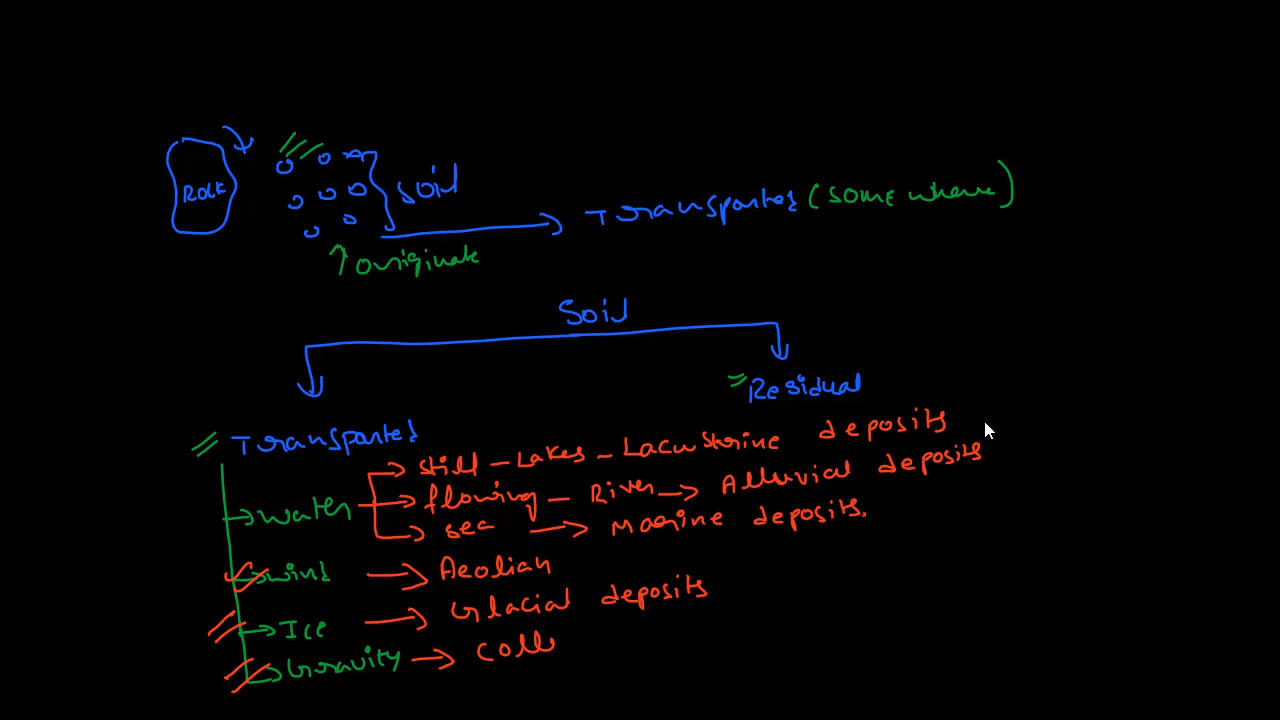 Rock
soil
Transported (some where)
originate
Soil
Residual
Transported
still - Lakes - Lacustrine deposits
water
flowing - River → Alluvial deposits
sea → Marine deposits.
wind → Aeolian
Ice → Glacial deposits
Gravity → coll